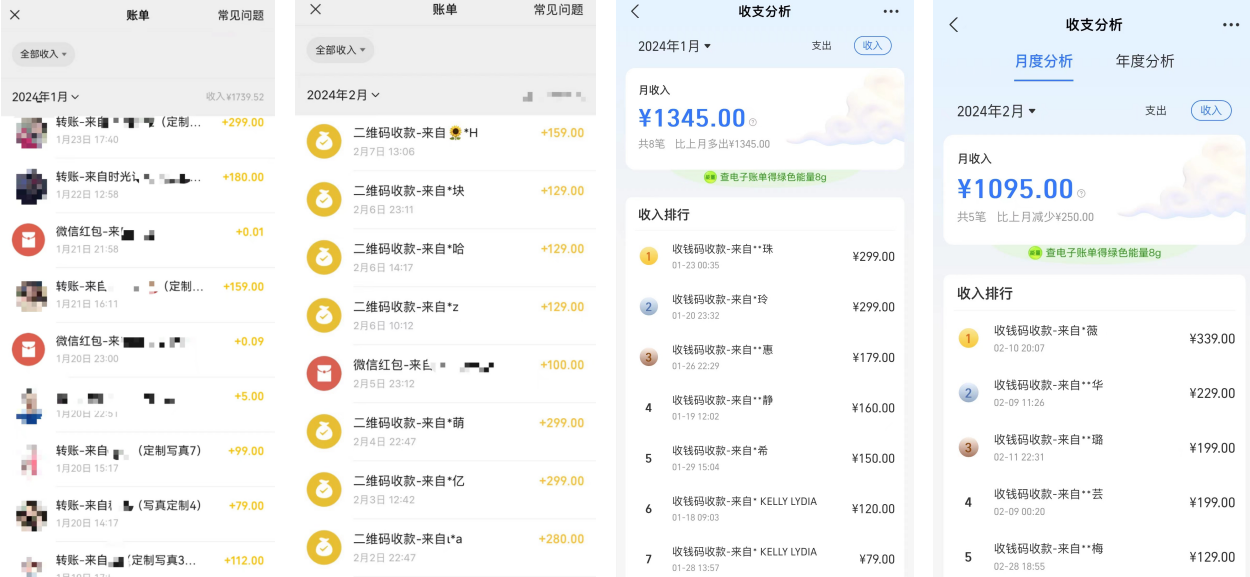 账单
常见问题
全部收入
2024年1月
收入¥1739.52
转账-来自
(定制...
+299.00
1月23日 17:40
转账-来自时光
...
+180.00
1月22日 12:58
微信红包-来
+0.01
1月21日 21:58
转账-来
(定制...
+159.00
1月21日 16:11
微信红包-来
+0.09
1月20日 23:00
+5.00
1月20日 22:51
转账-来自
(定制写真7)
+99.00
1月20日 15:17
转账-来自
(写真定制4)
+79.00
1月20日 14:17
转账-来自
定制写真3...
+112.00
账单
常见问题
全部收入
2024年2月
二维码收款-来自🌻*H
+159.00
2月7日 13:06
二维码收款-来自*块
+129.00
2月6日 23:11
二维码收款-来自*哈
+129.00
2月6日 14:17
二维码收款-来自*z
+129.00
2月6日 10:12
微信红包-来自
+100.00
2月5日 23:12
二维码收款-来自*萌
+299.00
2月4日 22:47
二维码收款-来自*亿
+299.00
2月3日 12:42
二维码收款-来自*a
+280.00
2月2日 22:47
收支分析
2024年1月
支出
收入
月收入
¥1345.00
共8笔 比上月多出¥1345.00
查电子账单得绿色能量8g
收入排行
1
收钱码收款-来自**珠
¥299.00
01-23 00:35
2
收钱码收款-来自*玲
¥299.00
01-20 23:32
3
收钱码收款-来自**惠
¥179.00
01-26 22:29
4
收钱码收款-来自**静
¥160.00
01-19 12:02
5
收钱码收款-来自*希
¥150.00
01-29 15:04
6
收钱码收款-来自* KELLY LYDIA
¥120.00
01-18 09:03
7
收钱码收款-来自* KELLY LYDIA
¥79.00
01-28 13:57
收支分析
月度分析
年度分析
2024年2月
支出
收入
月收入
¥1095.00
共5笔 比上月减少¥250.00
查电子账单得绿色能量8g
收入排行
1
收钱码收款-来自*薇
¥339.00
02-10 20:07
2
收钱码收款-来自**华
¥229.00
02-09 11:26
3
收钱码收款-来自**璐
¥199.00
02-11 22:31
4
收钱码收款-来自**芸
¥199.00
02-09 00:20
5
收钱码收款-来自**梅
¥129.00
02-28 18:55